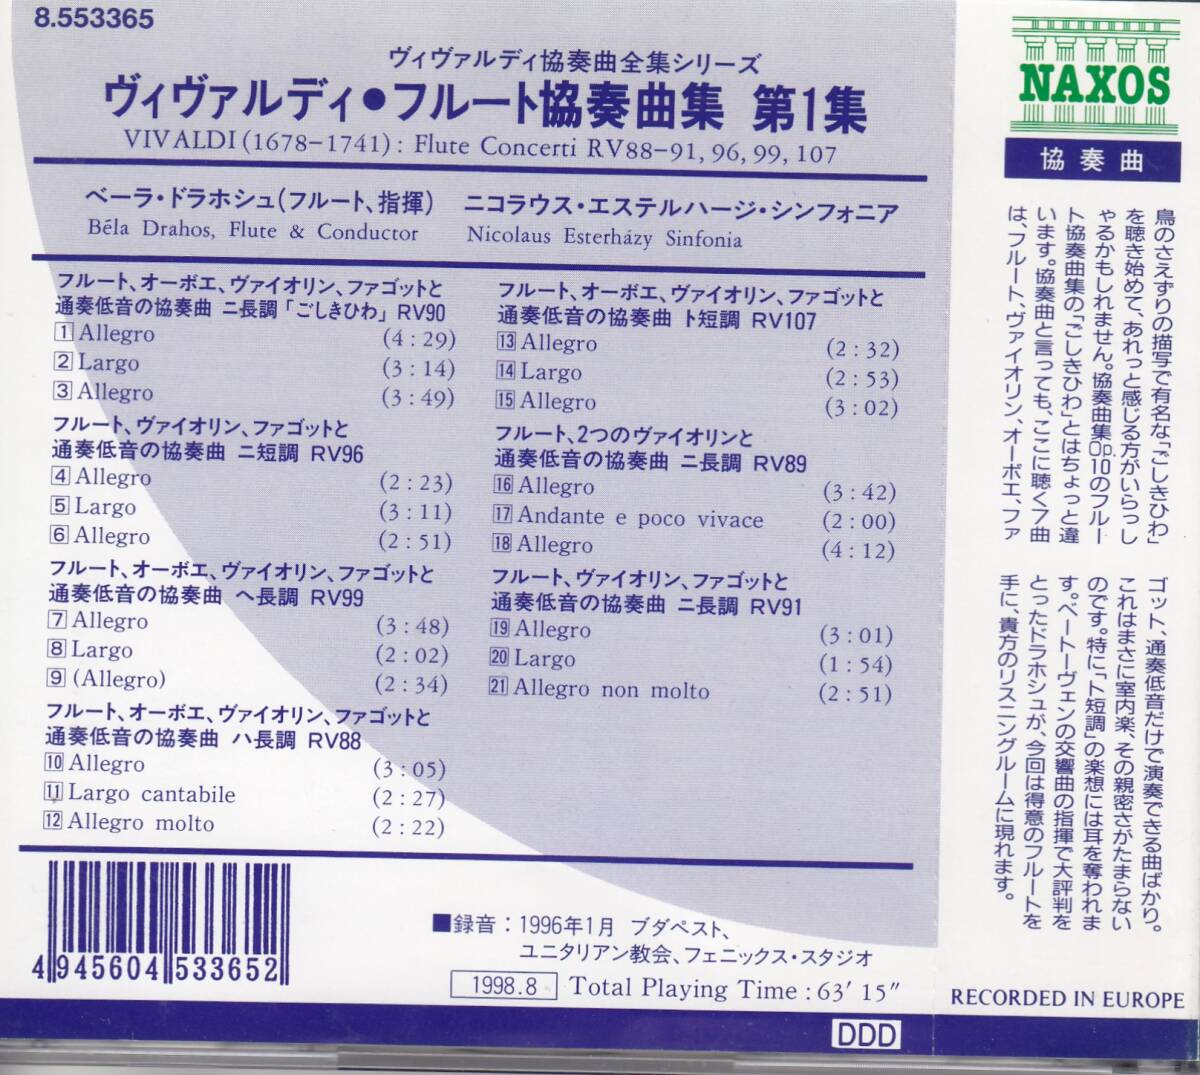 8.553365
ヴィヴァルディ協奏曲全集シリーズ
ヴィヴァルディ●フルート協奏曲集 第1集
VIVALDI(1678-1741): Flute Concerti RV88-91, 96, 99, 107
ベーラ・ドラホシュ(フルート、指揮)
Béla Drahos, Flute & Conductor
ニコラウス・エステルハージ・シンフォニア
Nicolaus Esterházy Sinfonia
フルート、オーボエ、ヴァイオリン、ファゴットと
通奏低音の協奏曲 ニ長調「ごしきひわ」RV90
1 Allegro (4:29)
2 Largo (3:14)
3 Allegro (3:49)
フルート、ヴァイオリン、ファゴットと
通奏低音の協奏曲 ニ短調 RV96
4 Allegro (2:23)
5 Largo (3:11)
6 Allegro (2:51)
フルート、オーボエ、ヴァイオリン、ファゴットと
通奏低音の協奏曲 ヘ長調 RV99
7 Allegro (3:48)
8 Largo (2:02)
9 (Allegro) (2:34)
フルート、オーボエ、ヴァイオリン、ファゴットと
通奏低音の協奏曲 ハ長調 RV88
10 Allegro (3:05)
11 Largo cantabile (2:27)
12 Allegro molto (2:22)
フルート、オーボエ、ヴァイオリン、ファゴットと
通奏低音の協奏曲 ト短調 RV107
13 Allegro (2:32)
14 Largo (2:53)
15 Allegro (3:02)
フルート、2つのヴァイオリンと
通奏低音の協奏曲 ニ長調 RV89
16 Allegro (3:42)
17 Andante e poco vivace (2:00)
18 Allegro (4:12)
フルート、ヴァイオリン、ファゴットと
通奏低音の協奏曲 ニ長調 RV91
19 Allegro (3:01)
20 Largo (1:54)
21 Allegro non molto (2:51)
4 945604 533652
■録音:1996年1月 ブダペスト、
ユニタリアン教会、フェニックス・スタジオ
1998.8 Total Playing Time : 63′ 15″
DDD
NAXOS
協奏曲
鳥のさえずりの描写で有名な「ごしきひわ」
を聴き始めて、あれっと感じる方がいらっし
ゃるかもしれません。協奏曲集Op.10のフルー
ト協奏曲集の「ごしきひわ」とはちょっと違
います。協奏曲と言っても、ここに聴く7曲
は、フルート、ヴァイオリン、オーボエ、ファ
ゴット、通奏低音だけで演奏できる曲ばかり。
これはまさに室内楽、その親密さがたまらない
のです。特に「ト短調」の楽想には耳を奪われま
す。ベートーヴェンの交響曲の指揮で大評判を
とったドラホシュが、今回は得意のフルートを
手に、貴方のリスニングルームに現れます。
RECORDED IN EUROPE